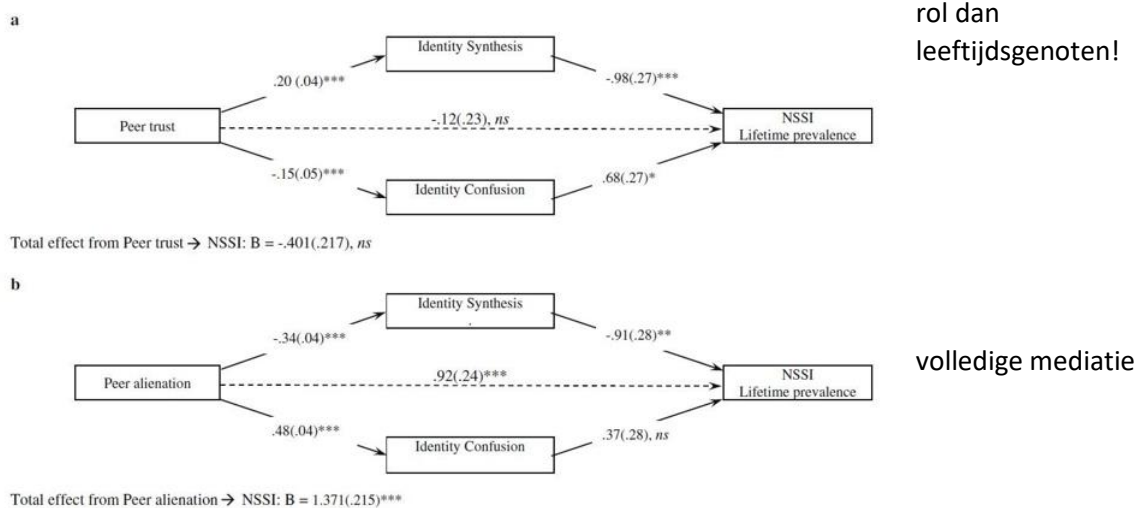 rol dan
leeftijdsgenoten!
a
Identity Synthesis
.20 (.04)***
-.98(.27)***
Peer trust
-.12(.23), ns
NSSI
Lifetime prevalence
-.15(.05)***
.68(.27)*
Identity Confusion
Total effect from Peer trust → NSSI: B = -.401(.217), ns
b
Identity Synthesis
.
-.34(.04)***
-.91(.28)**
Peer alienation
.92(.24)***
NSSI
Lifetime prevalence
volledige mediatie
.48(.04)***
.37(.28), ns
Identity Confusion
Total effect from Peer alienation → NSSI: B = 1.371(.215)***